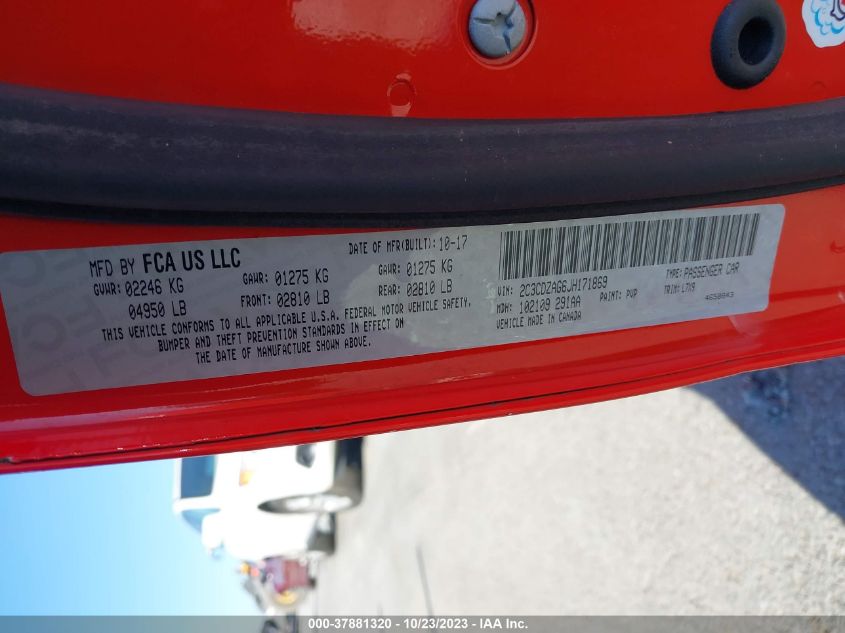 MFD BY FCA US LLC
DATE OF MFR(BUILT): 10-17
GVWR: 02246 KG
04950 LB
GAWR: 01275 KG
FRONT: 02810 LB
GAWR: 01275 KG
REAR: 02810 LB
THIS VEHICLE CONFORMS TO ALL APPLICABLE U.S.A. FEDERAL MOTOR VEHICLE SAFETY,
BUMPER AND THEFT PREVENTION STANDARDS IN EFFECT ON
THE DATE OF MANUFACTURE SHOWN ABOVE.
VIN: 2C3CDZAG6JH171869
TYPE: PASSENGER CAR
MDH: 102109 291AA
PAINT: PVP
TRIM: L7X9
MADE IN CANADA
000-37881320 - 10/23/2023 - IAA Inc.